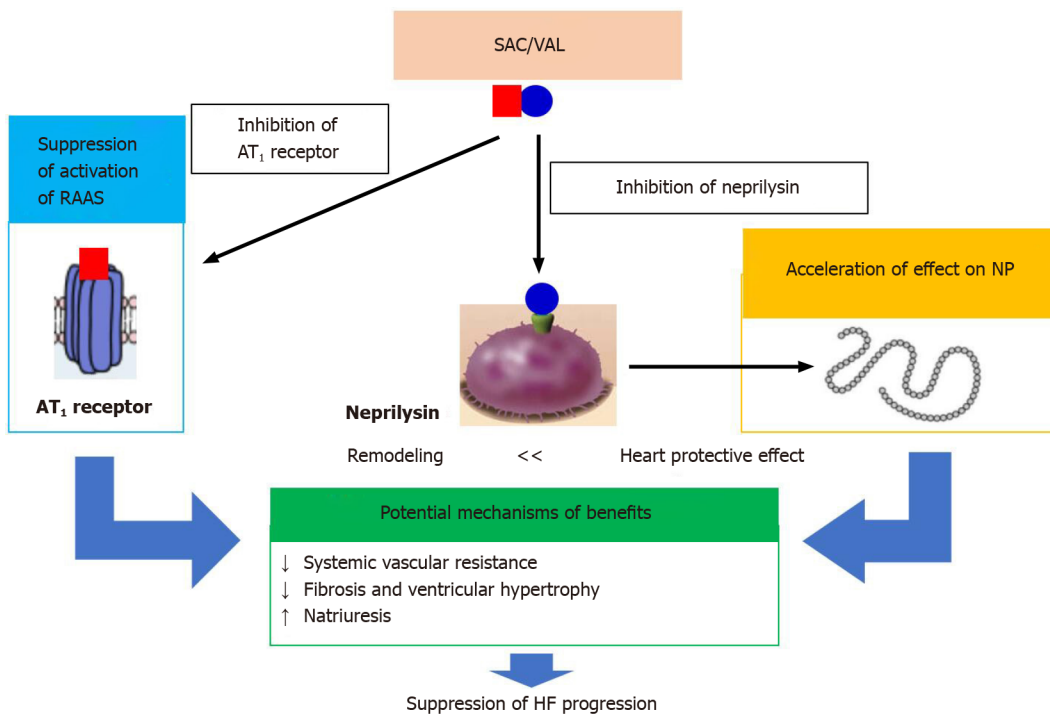 SAC/VAL
Inhibition of
AT₁ receptor
Suppression
of activation
of RAAS
Inhibition of neprilysin
Acceleration of effect on NP
AT₁ receptor
Neprilysin
Remodeling << Heart protective effect
Potential mechanisms of benefits
↓ Systemic vascular resistance
↓ Fibrosis and ventricular hypertrophy
↑ Natriuresis
Suppression of HF progression